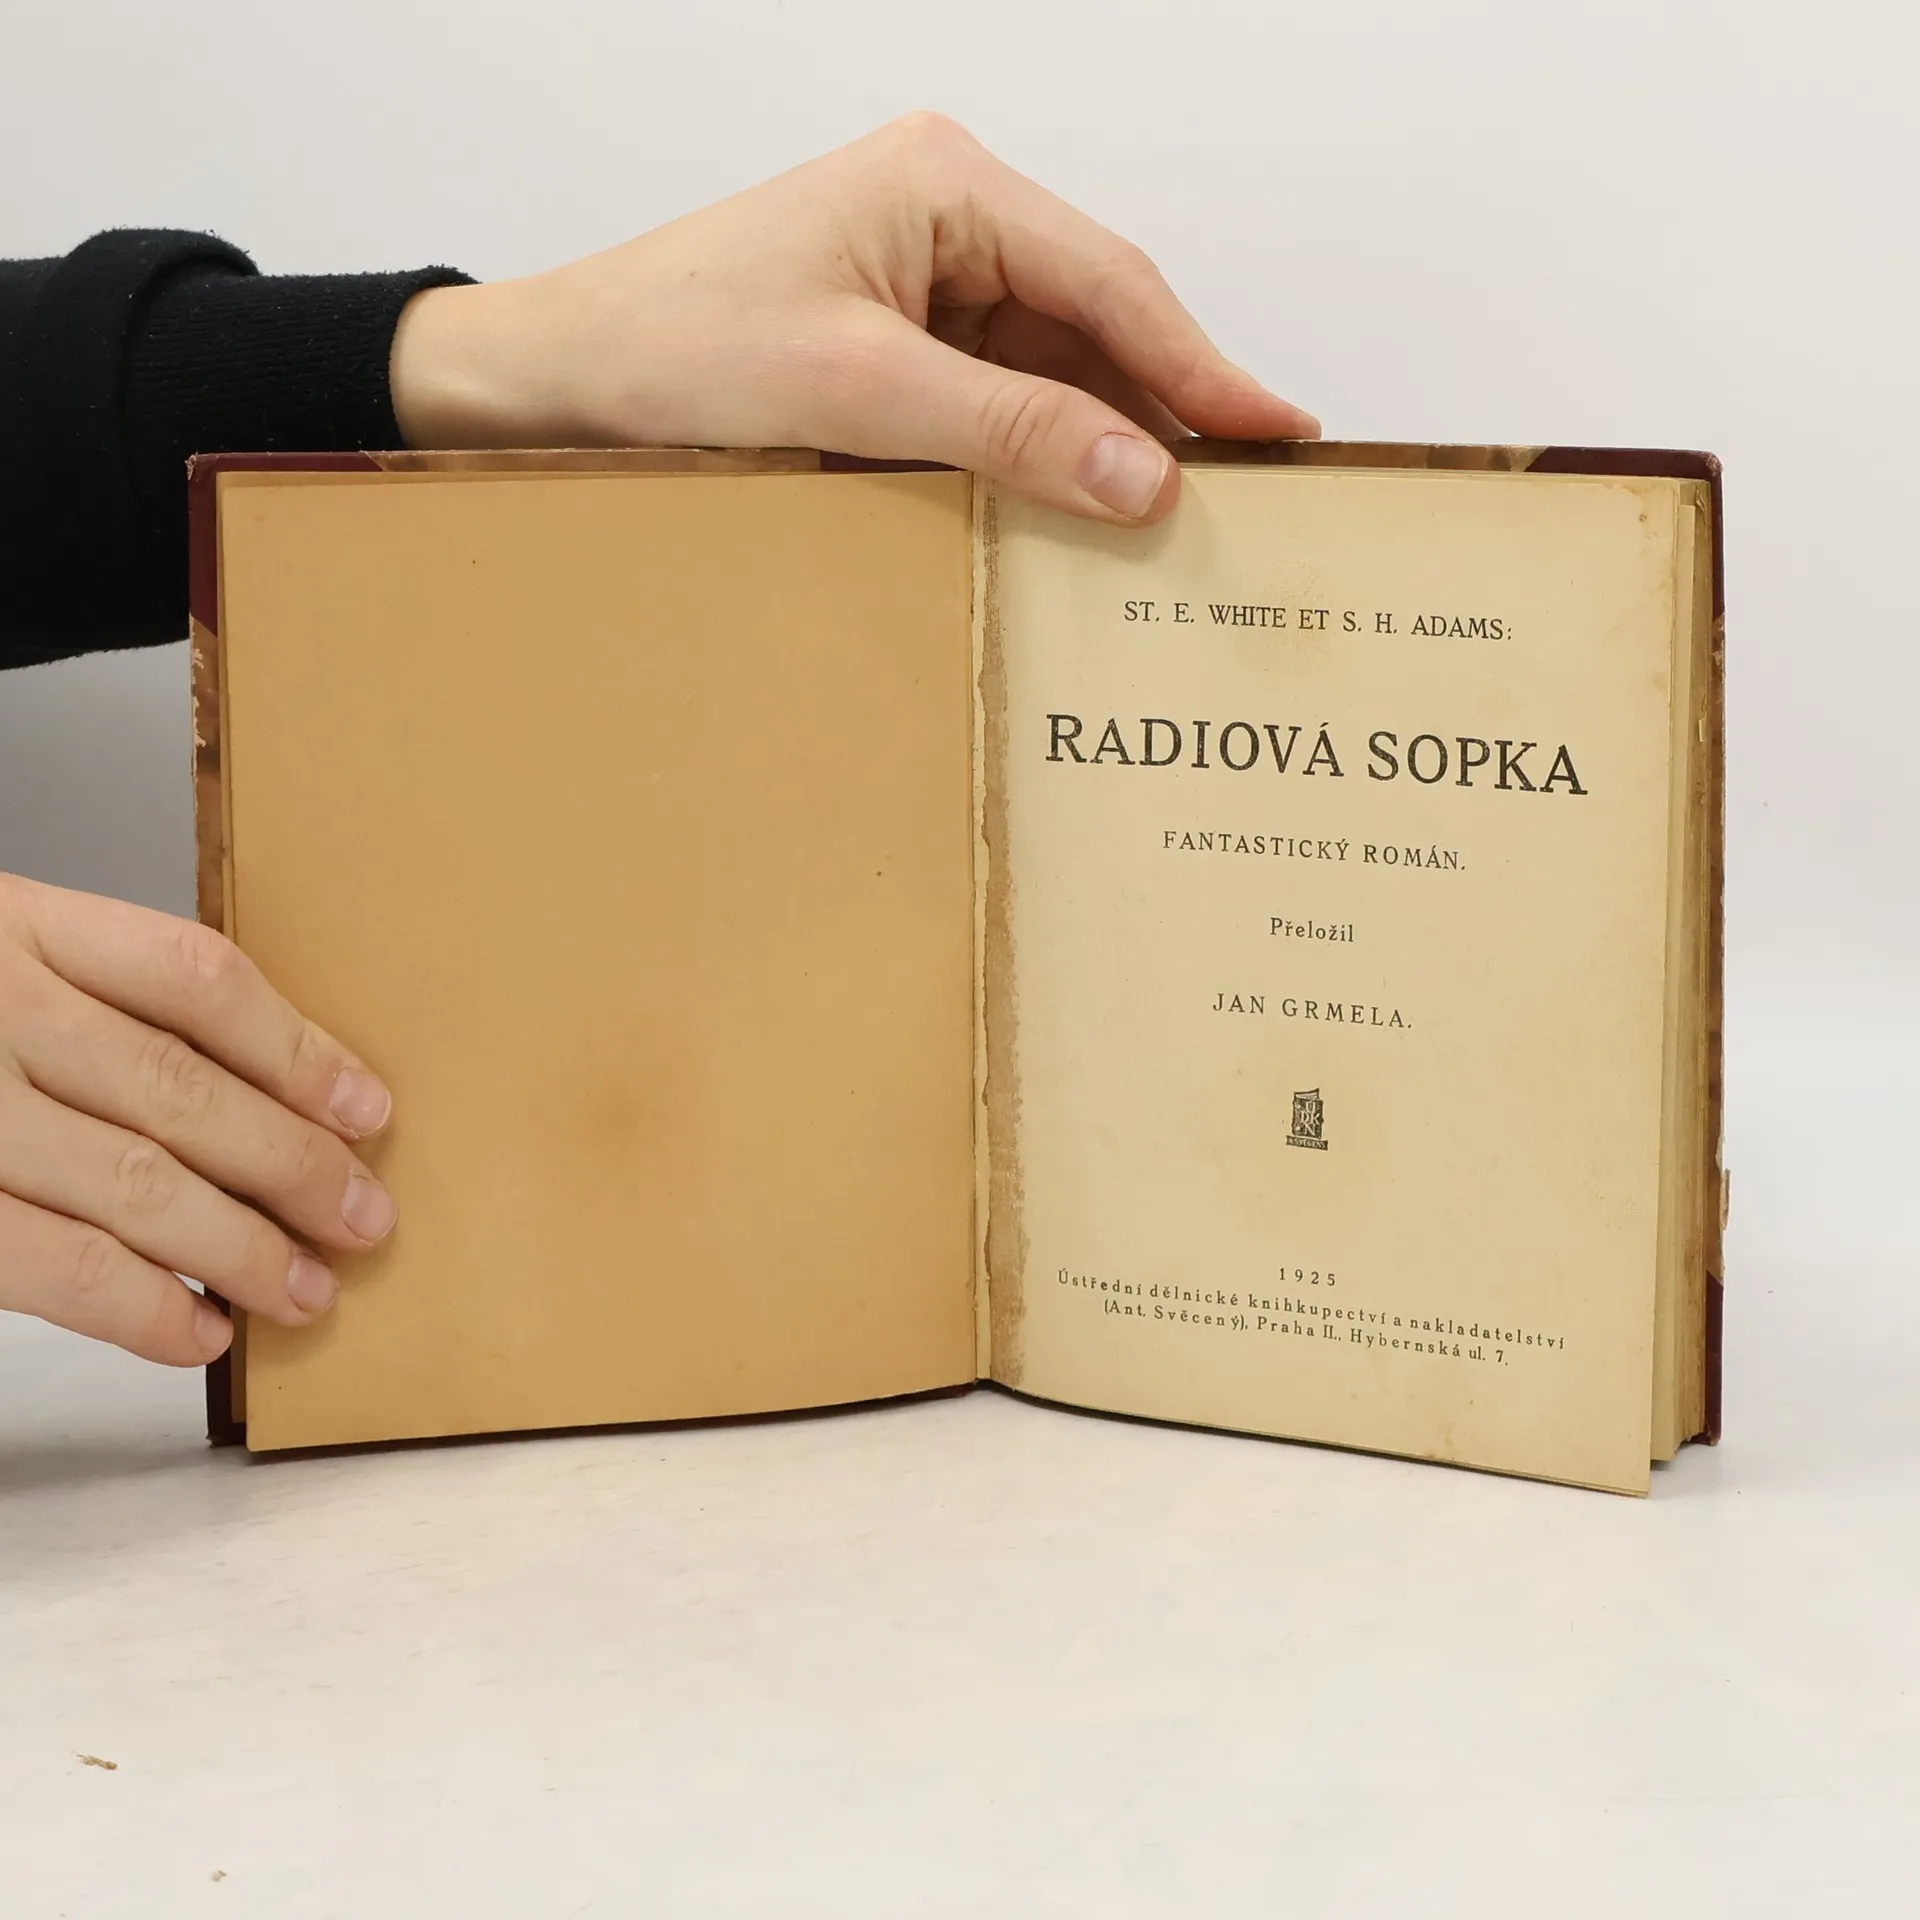 ST. E. WHITE ET S. H. ADAMS:
RADIOVÁ SOPKA
FANTASTICKÝ ROMÁN.
Přeložil
JAN GRMELA.
1925
Ústřední dělnické knihkupectví a nakladatelství
(Ant. Svěcený), Praha II., Hybernská ul. 7.